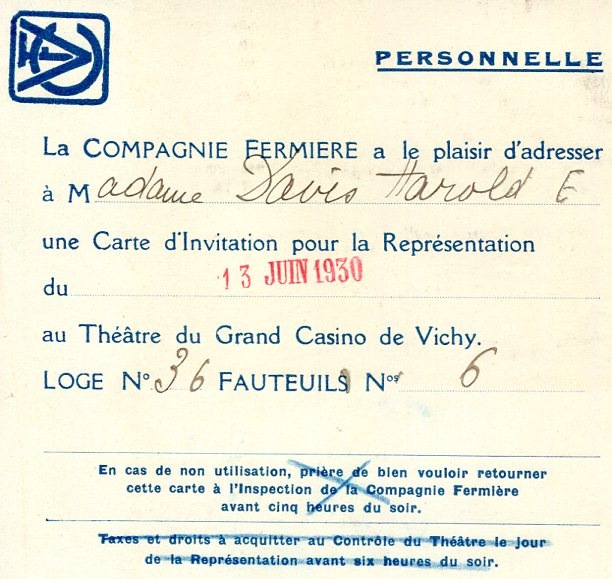 PERSONNELLE
La COMPAGNIE FERMIERE a le plaisir d'adresser
à Madame Davis Harold E
une Carte d'Invitation pour la Représentation
du 13 JUIN 1930
au Théâtre du Grand Casino de Vichy.
LOGE N° 36 FAUTEUILS Nos 6
En cas de non utilisation, prière de bien vouloir retourner
cette carte à l'Inspection de la Compagnie Fermière
avant cinq heures du soir.
Taxes et droits à acquitter au Contrôle du Théâtre le jour
de la Représentation avant six heures du soir.